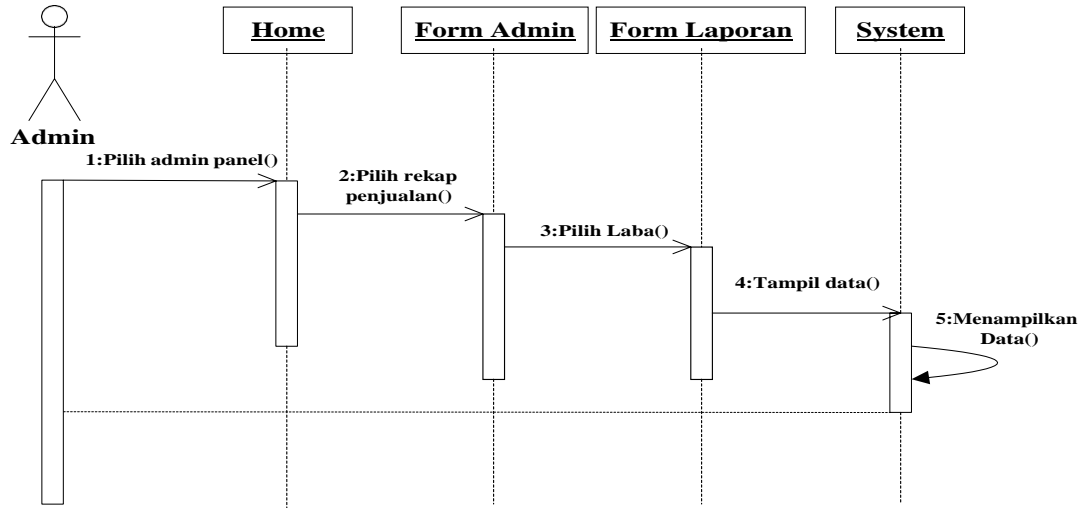 Home
Form Admin
Form Laporan
System
Admin
1:Pilih admin panel()
2:Pilih rekap
penjualan()
3:Pilih Laba()
4:Tampil data()
5:Menampilkan
Data()